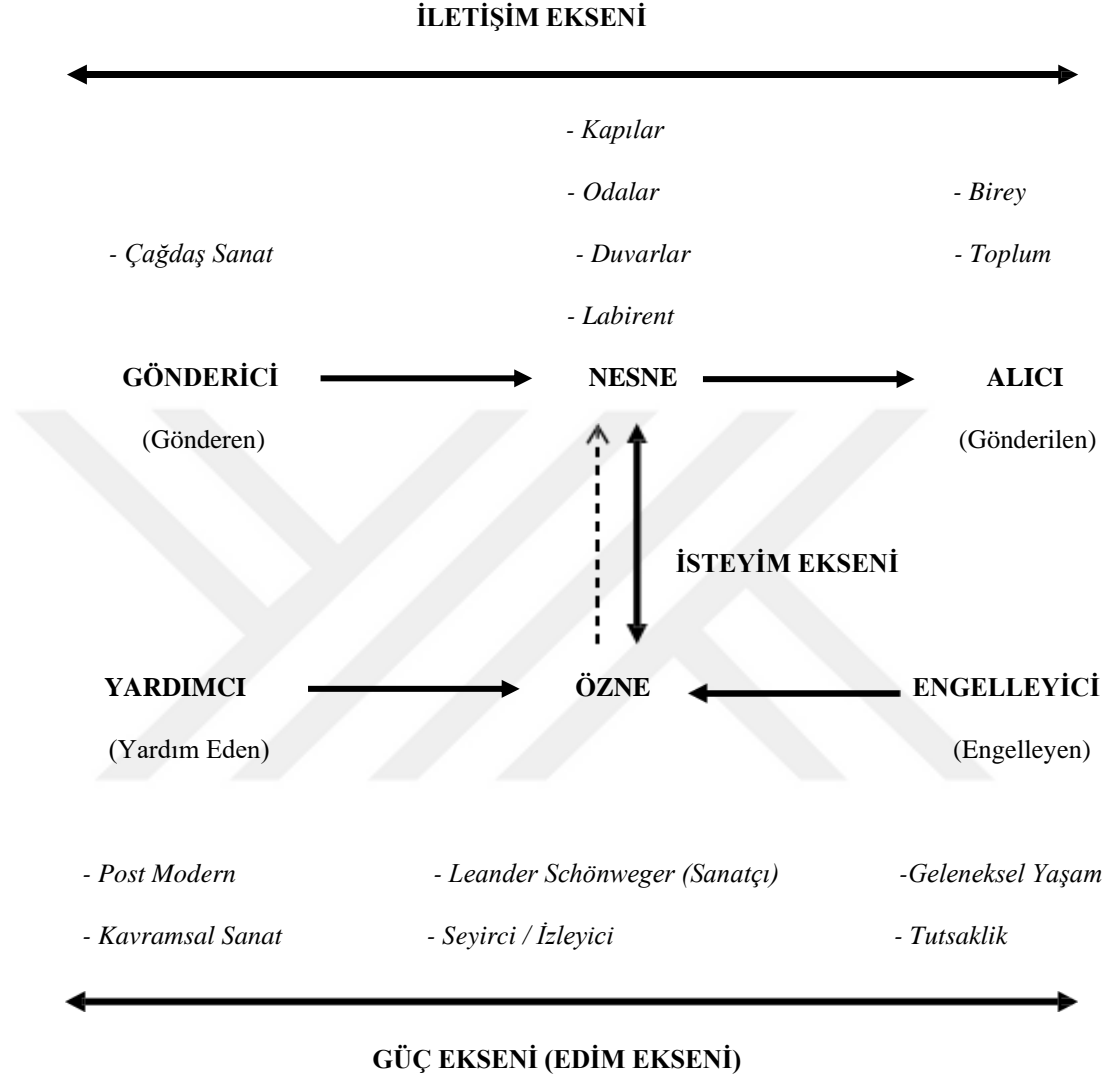 İLETİŞİM EKSENİ
- Kapılar
- Odalar - Birey
- Çağdaş Sanat - Duvarlar - Toplum
- Labirent
GÖNDERİCİ NESNE ALICI
(Gönderen) (Gönderilen)
İSTEYİM EKSENİ
YARDIMCI ÖZNE ENGELLEYİCİ
(Yardım Eden) (Engelleyen)
- Post Modern - Leander Schönweger (Sanatçı) -Geleneksel Yaşam
- Kavramsal Sanat - Seyirci / İzleyici - Tutsaklik
GÜÇ EKSENİ (EDİM EKSENİ)